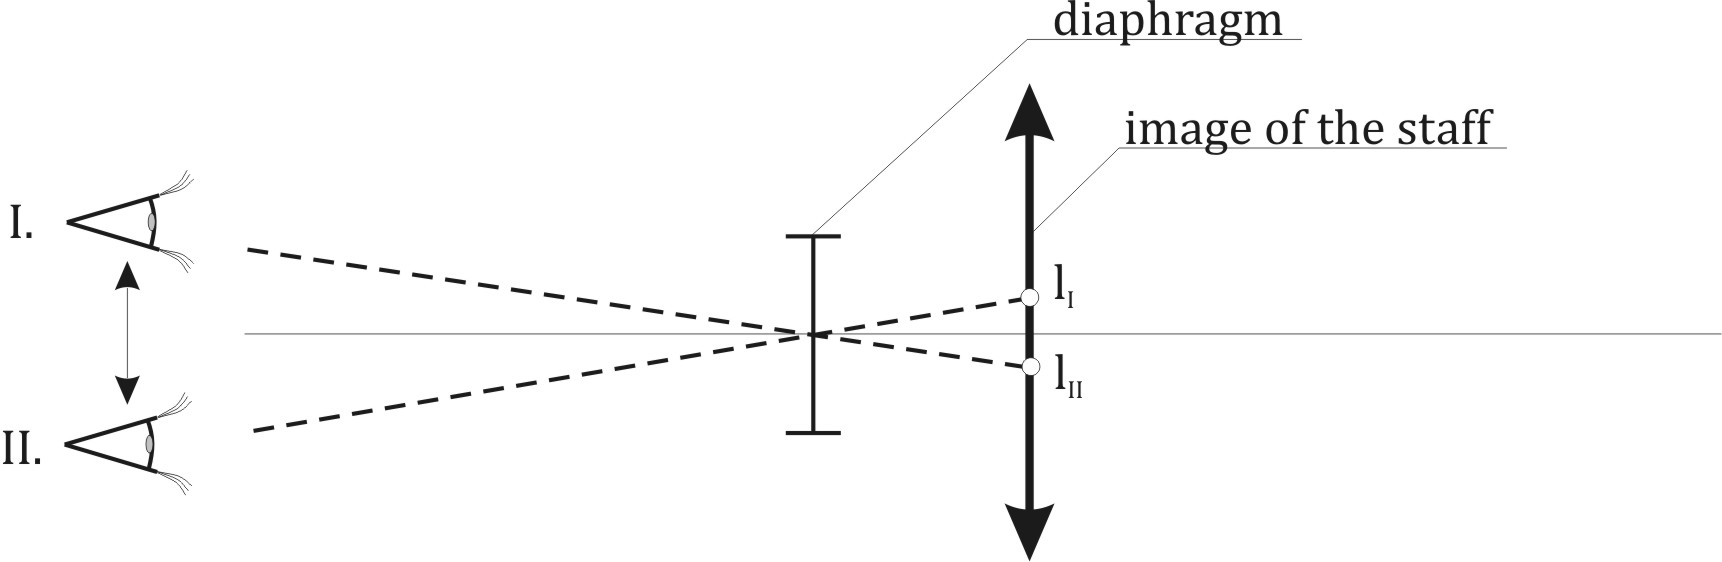 diaphragm
image of the staff
I.
l_I
l_II
II.